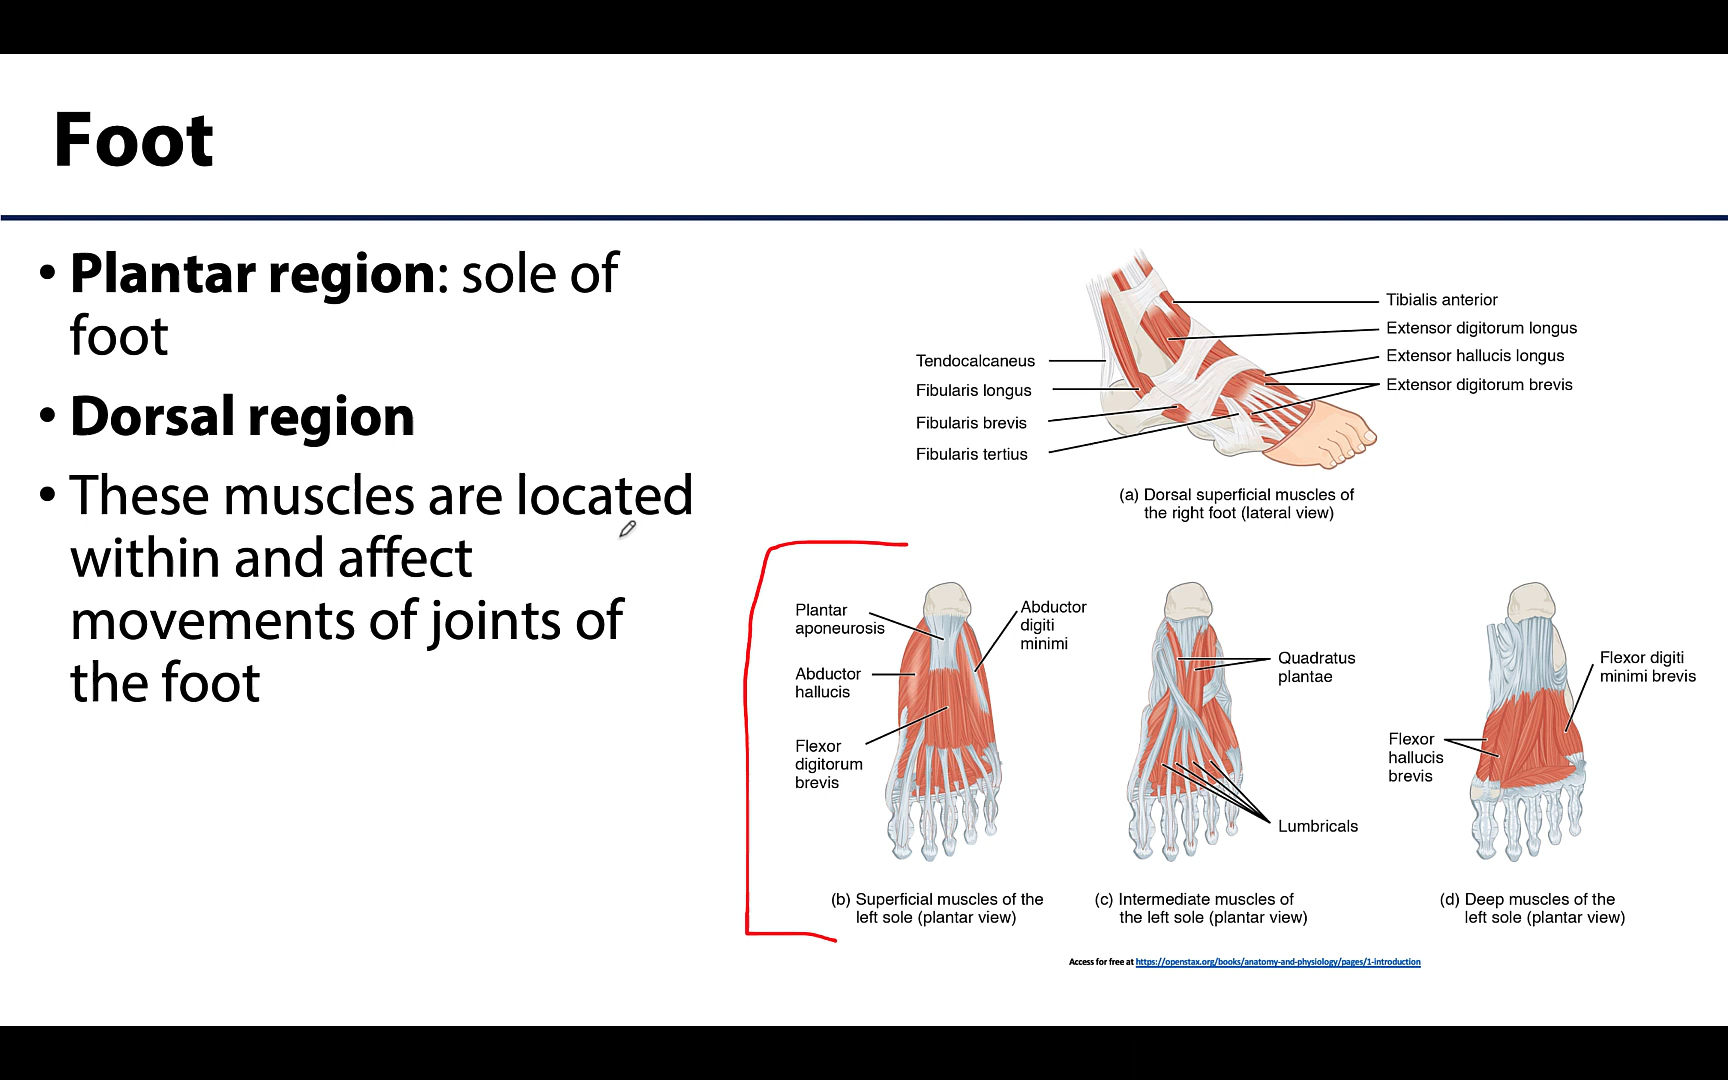 Foot
• Plantar region: sole of
foot
• Dorsal region
• These muscles are located
within and affect
movements of joints of
the foot
Tibialis anterior
Extensor digitorum longus
Extensor hallucis longus
Extensor digitorum brevis
Tendocalcaneus
Fibularis longus
Fibularis brevis
Fibularis tertius
(a) Dorsal superficial muscles of
the right foot (lateral view)
Plantar
aponeurosis
Abductor
hallucis
Flexor
digitorum
brevis
Abductor
digiti
minimi
(b) Superficial muscles of the
left sole (plantar view)
Quadratus
plantae
Lumbricals
(c) Intermediate muscles of
the left sole (plantar view)
Flexor digiti
minimi brevis
Flexor
hallucis
brevis
(d) Deep muscles of the
left sole (plantar view)
Access for free at https://openstax.org/books/anatomy-and-physiology/pages/1-introduction